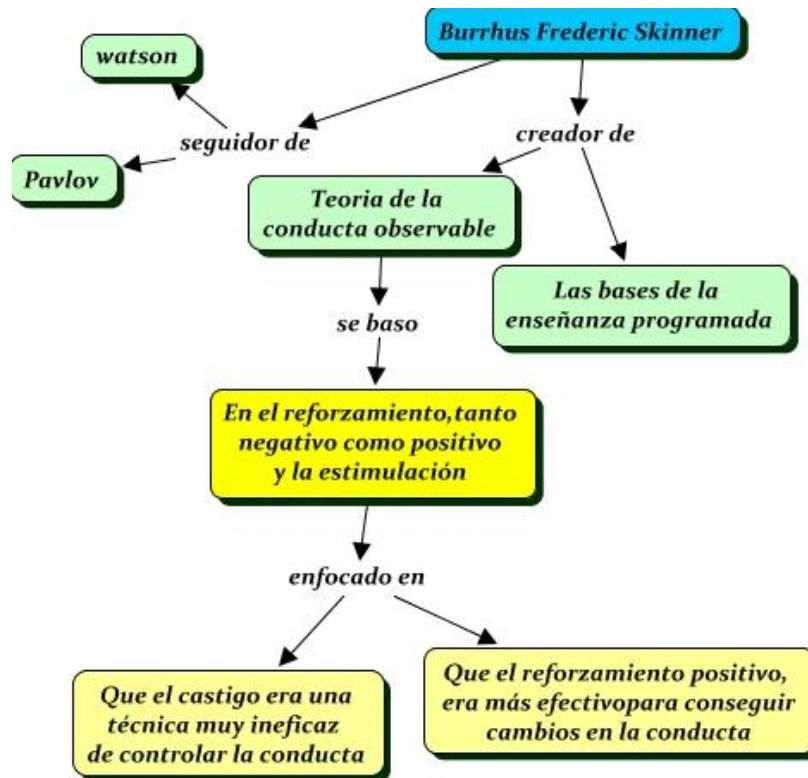 Burrhus Frederic Skinner
watson
seguidor de
creador de
Pavlov
Teoria de la
conducta observable
Las bases de la
enseñanza programada
se baso
En el reforzamiento,tanto
negativo como positivo
y la estimulación
enfocado en
Que el castigo era una
técnica muy ineficaz
de controlar la conducta
Que el reforzamiento positivo,
era más efectivopara conseguir
cambios en la conducta